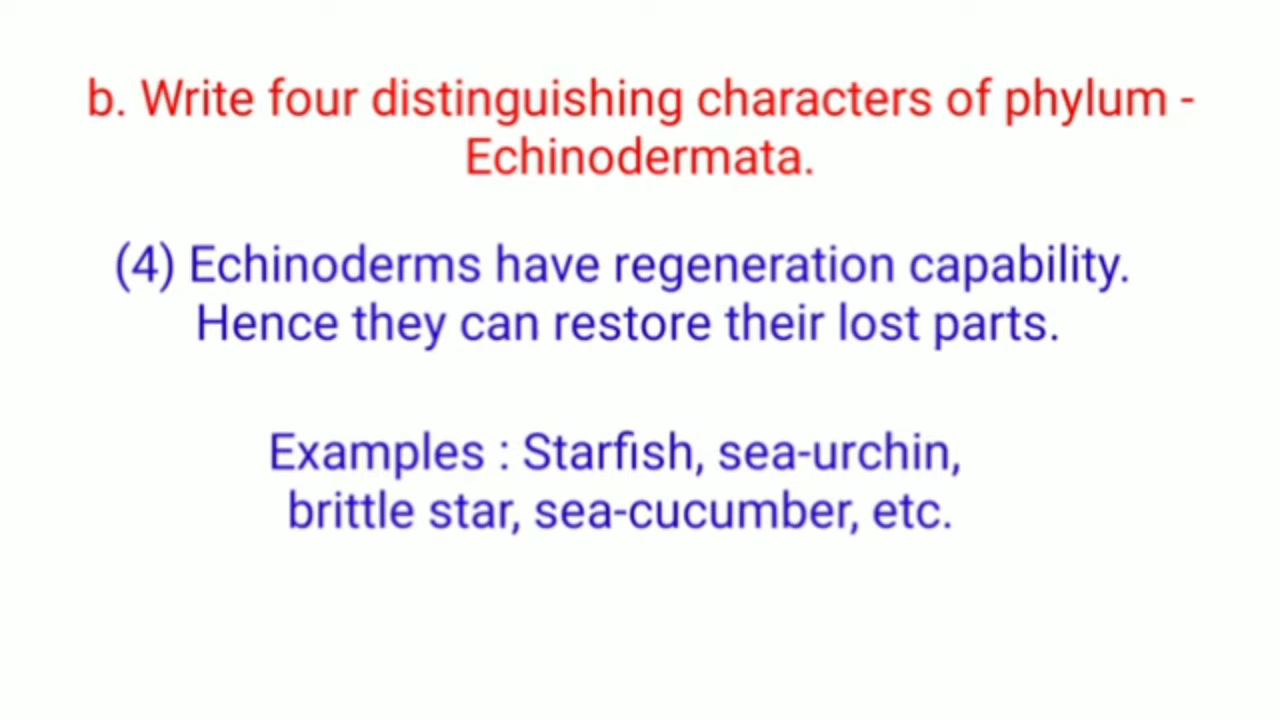 b. Write four distinguishing characters of phylum -
Echinodermata.
(4) Echinoderms have regeneration capability.
Hence they can restore their lost parts.
Examples : Starfish, sea-urchin,
brittle star, sea-cucumber, etc.